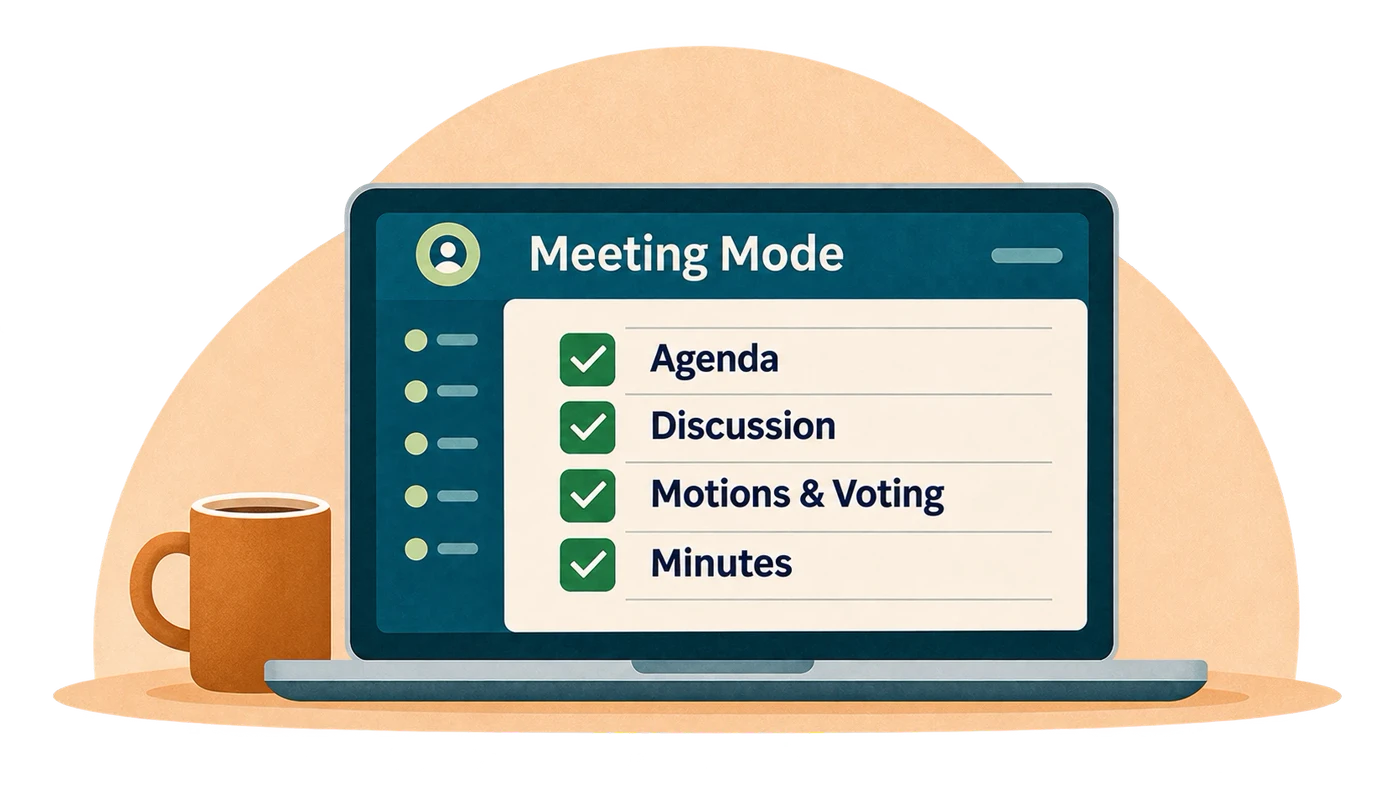 Meeting Mode
Agenda
Discussion
Motions & Voting
Minutes